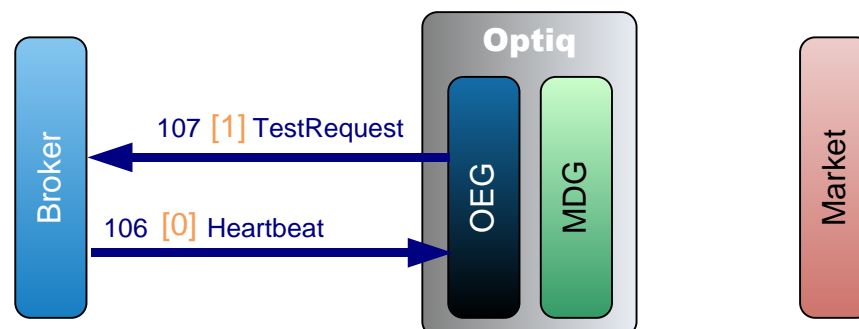 Optiq
107 [1] TestRequest
106 [0] Heartbeat
Broker
OEG
MDG
Market